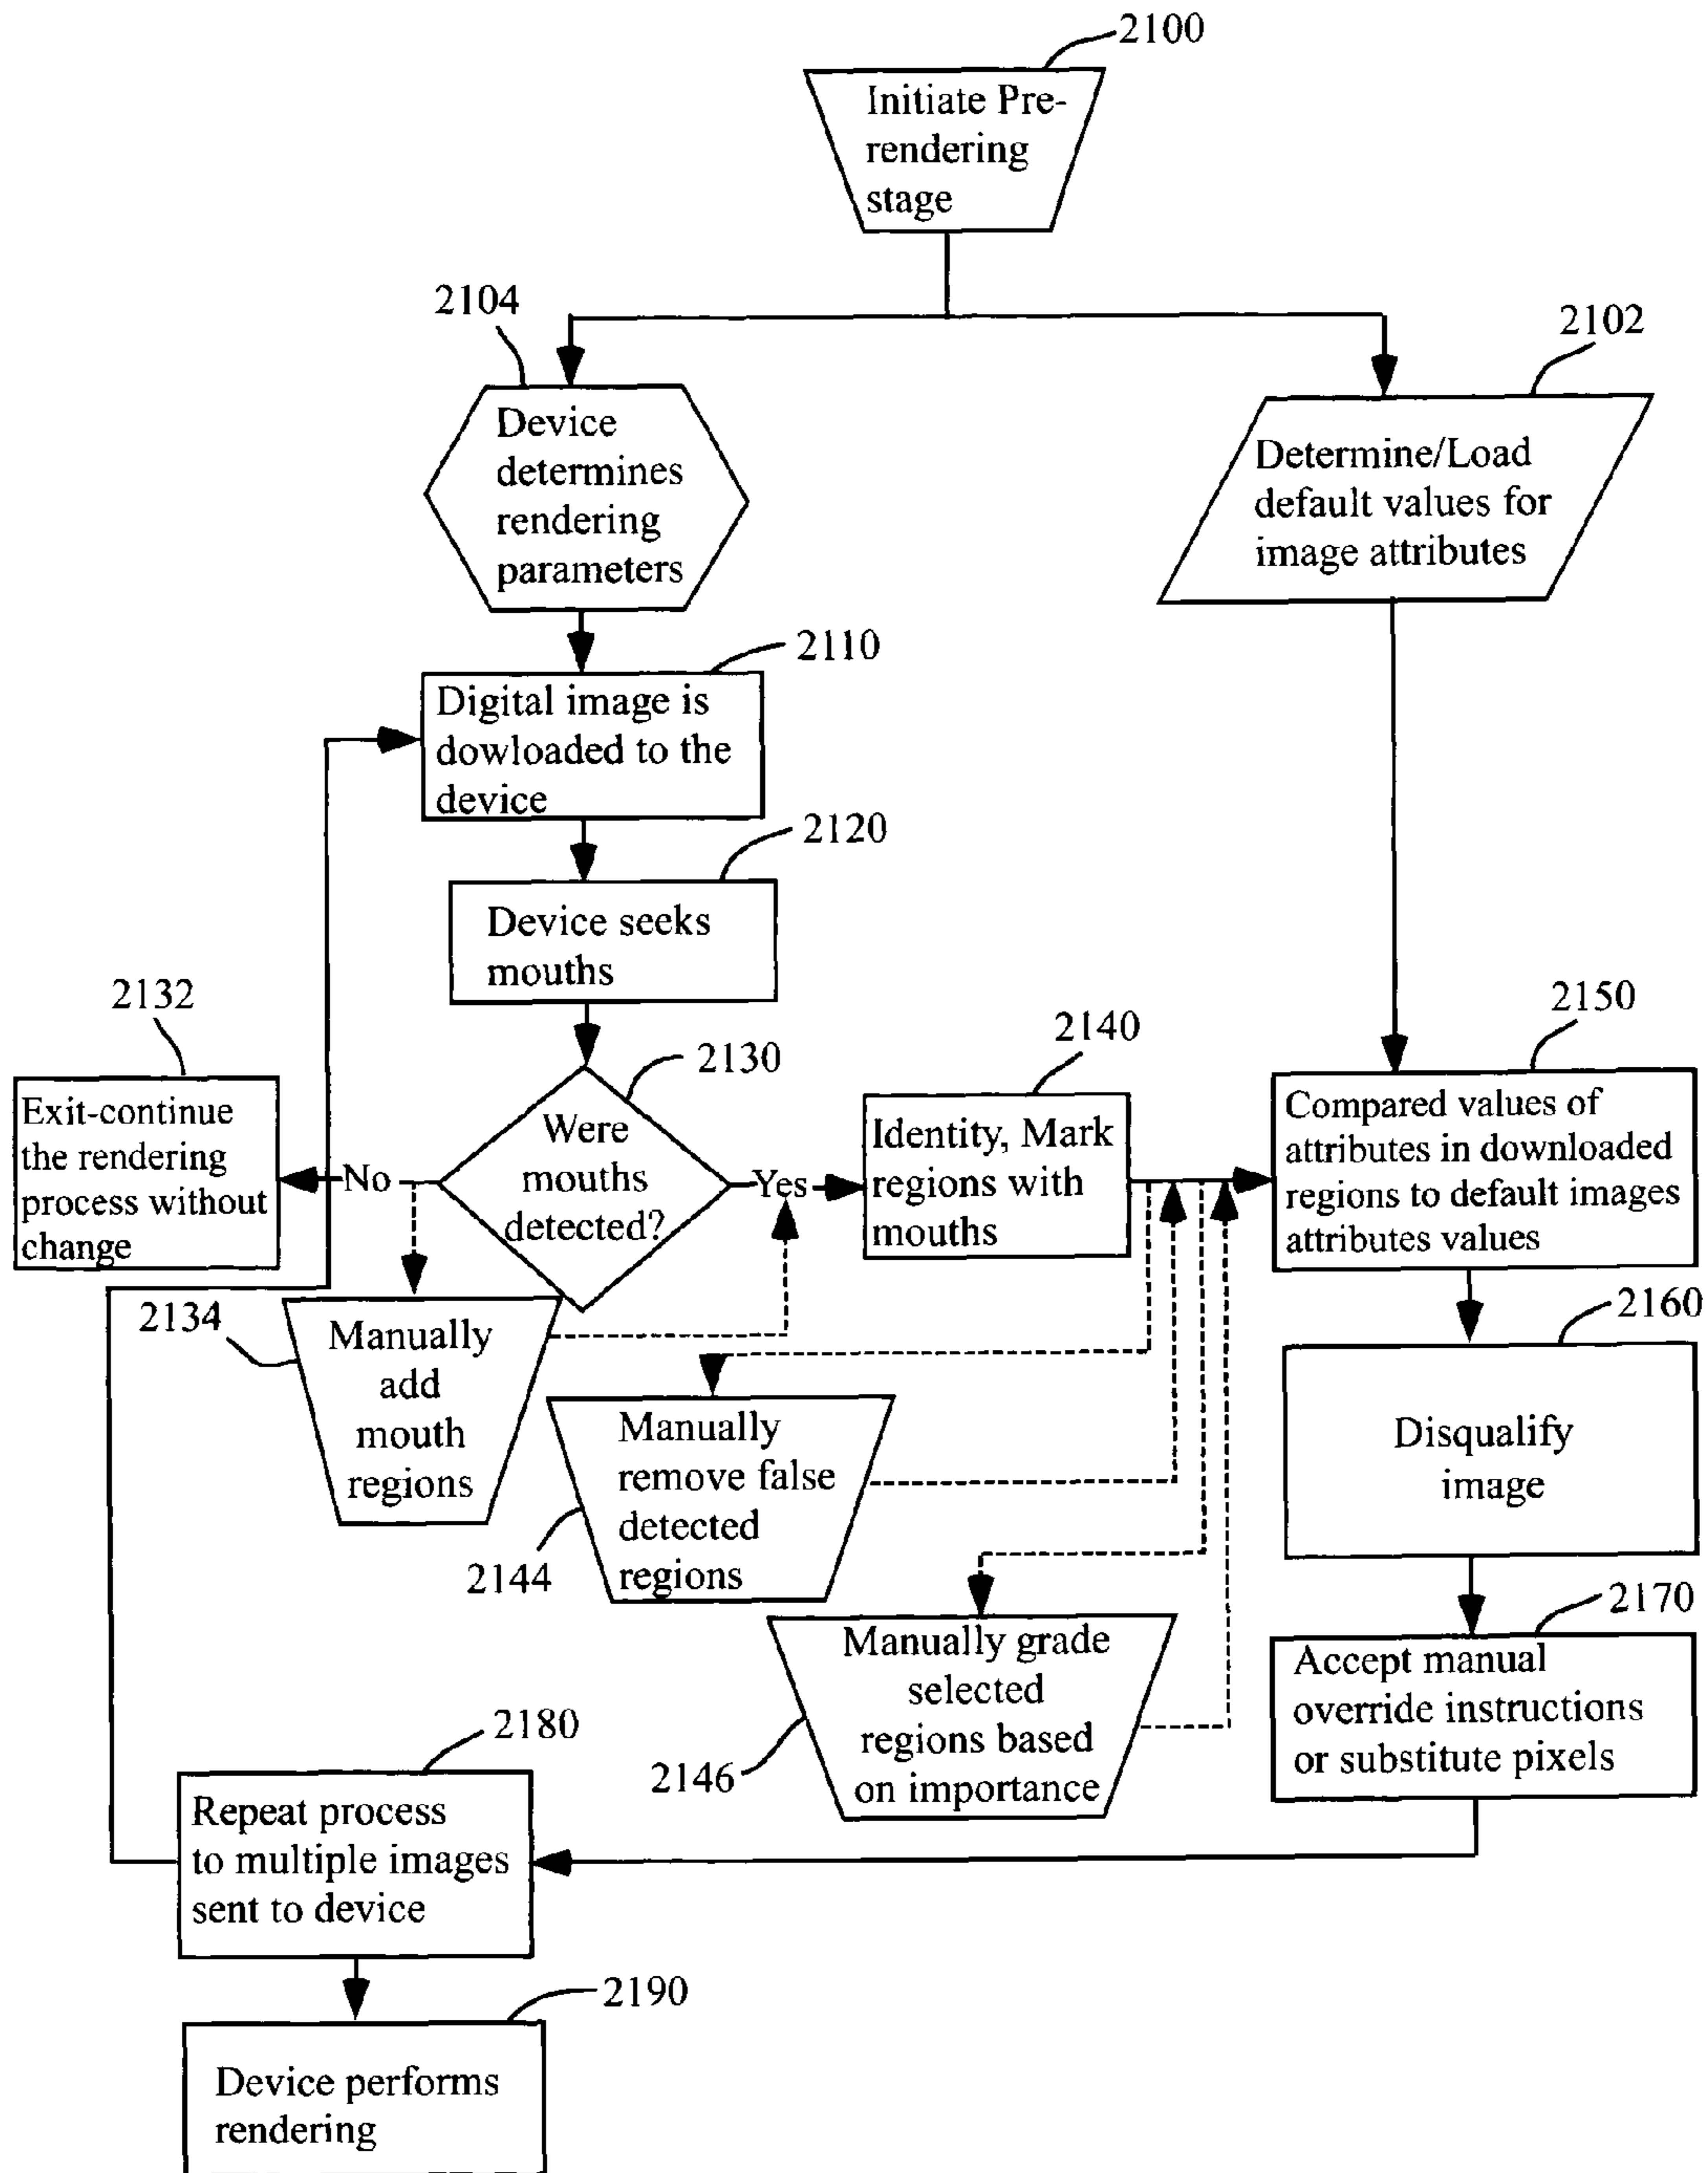 2100
Initiate Pre-
rendering
stage
2104
2102
Device
determines
rendering
parameters
Determine/Load
default values for
image attributes
2110
Digital image is
dowloaded to the
device
2120
Device seeks
mouths
2132
Exit-continue
the rendering
process without
change
2130
Were
mouths
detected?
No
Yes
2140
Identity, Mark
regions with
mouths
2150
Compared values of
attributes in downloaded
regions to default images
attributes values
2134
Manually
add
mouth
regions
2144
Manually
remove false
detected
regions
2146
Manually grade
selected
regions based
on importance
2160
Disqualify
image
2170
Accept manual
override instructions
or substitute pixels
2180
Repeat process
to multiple images
sent to device
2190
Device performs
rendering